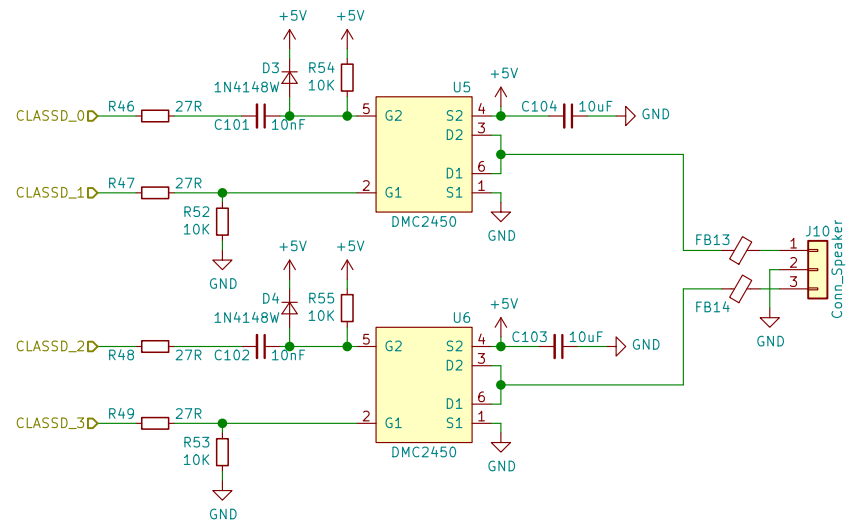 +5V +5V
D3 R54 U5 +5V
1N4148W 10K
R46 27R C104 10uF
CLASSD_0 5 G2 S2 4 GND
C101 10nF D2 3
D1 6
R47 27R
CLASSD_1 2 G1 S1 1
R52 DMC2450
10K GND
FB13 J10
1
+5V +5V 2
GND 3
D4 R55 FB14 Conn_Speaker
1N4148W 10K U6 +5V
GND
C103 10uF
CLASSD_2 5 G2 S2 4 GND
R48 27R C102 10nF D2 3
D1 6
R49 27R
CLASSD_3 2 G1 S1 1
R53 DMC2450
10K GND
GND